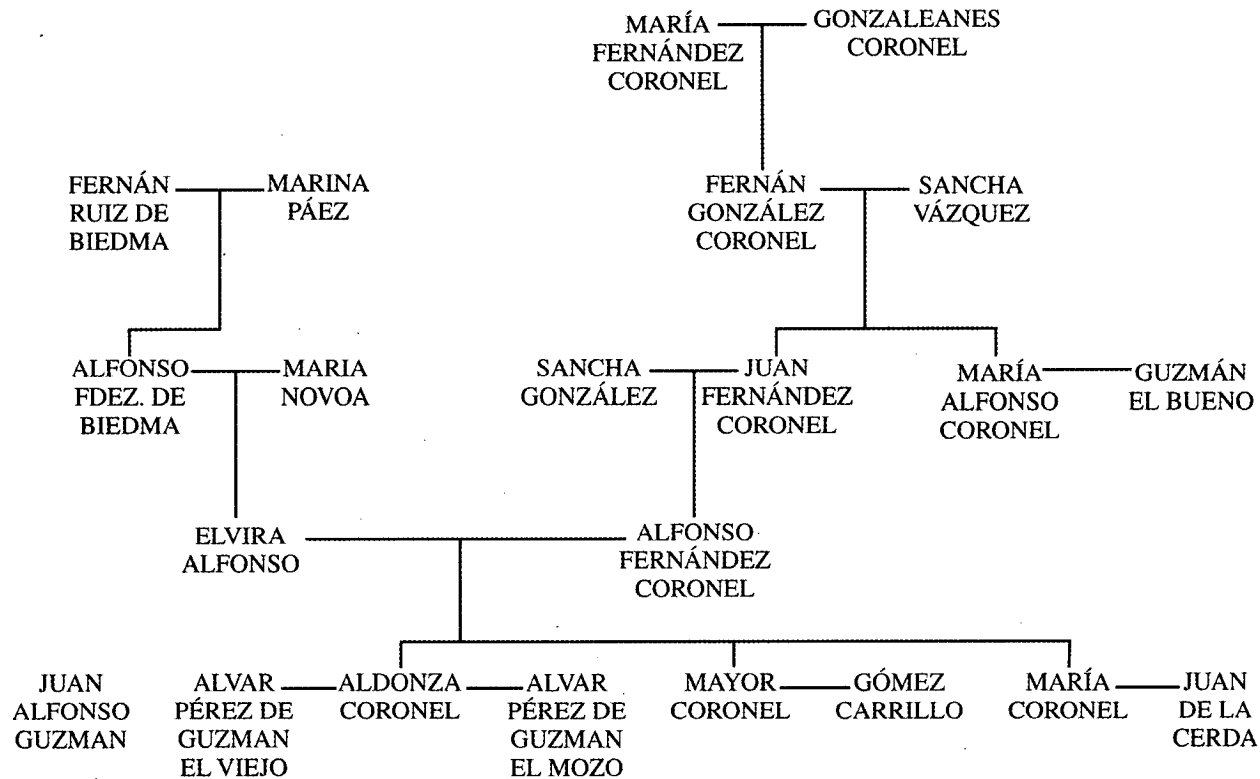 MARÍA
FERNÁNDEZ
CORONEL
GONZALEANES
CORONEL
FERNÁN
RUIZ DE
BIEDMA
MARINA
PÁEZ
FERNÁN
GONZÁLEZ
CORONEL
SANCHA
VÁZQUEZ
ALFONSO
FDEZ. DE
BIEDMA
MARIA
NOVOA
SANCHA
GONZÁLEZ
JUAN
FERNÁNDEZ
CORONEL
MARÍA
ALFONSO
CORONEL
GUZMÁN
EL BUENO
ELVIRA
ALFONSO
ALFONSO
FERNÁNDEZ
CORONEL
JUAN
ALFONSO
GUZMAN
ALVAR
PÉREZ DE
GUZMAN
EL VIEJO
ALDONZA
CORONEL
ALVAR
PÉREZ DE
GUZMAN
EL MOZO
MAYOR
CORONEL
GÓMEZ
CARRILLO
MARÍA
CORONEL
JUAN
DE LA
CERDA